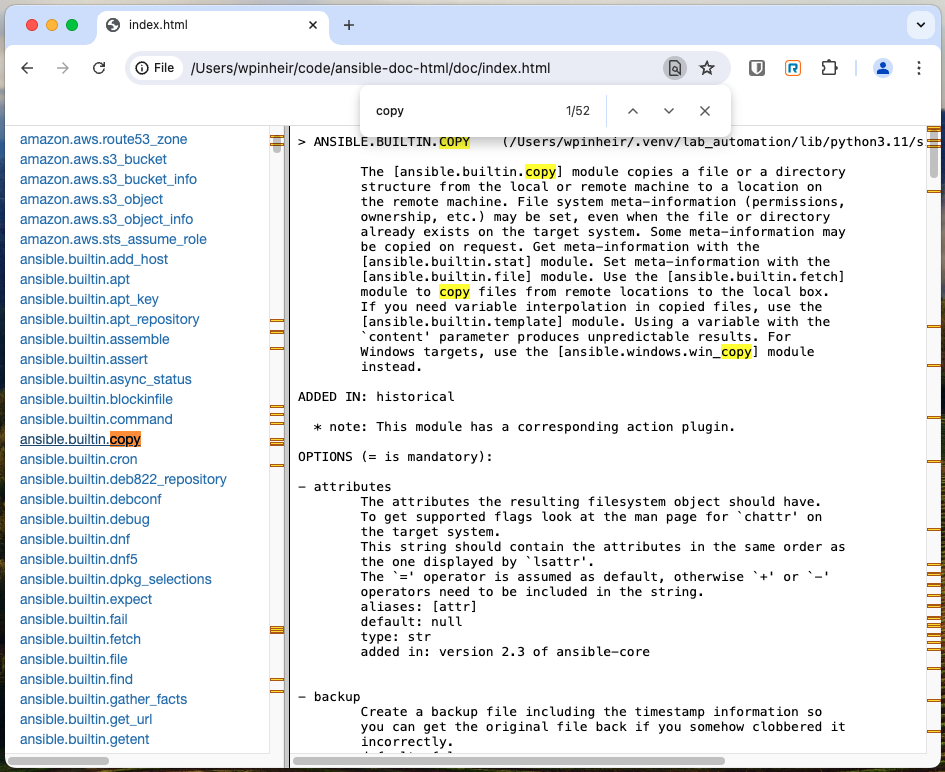 index.html
File
/Users/wpinheir/code/ansible-doc-html/doc/index.html
copy
1/52
amazon.aws.route53_zone
amazon.aws.s3_bucket
amazon.aws.s3_bucket_info
amazon.aws.s3_object
amazon.aws.s3_object_info
amazon.aws.sts_assume_role
ansible.builtin.add_host
ansible.builtin.apt
ansible.builtin.apt_key
ansible.builtin.apt_repository
ansible.builtin.assemble
ansible.builtin.assert
ansible.builtin.async_status
ansible.builtin.blockinfile
ansible.builtin.command
ansible.builtin.copy
ansible.builtin.cron
ansible.builtin.deb822_repository
ansible.builtin.debconf
ansible.builtin.debug
ansible.builtin.dnf
ansible.builtin.dnf5
ansible.builtin.dpkg_selections
ansible.builtin.expect
ansible.builtin.fail
ansible.builtin.fetch
ansible.builtin.file
ansible.builtin.find
ansible.builtin.gather_facts
ansible.builtin.get_url
ansible.builtin.getent
> ANSIBLE.BUILTIN.COPY    (/Users/wpinheir/.venv/lab_automation/lib/python3.11/s
The [ansible.builtin.copy] module copies a file or a directory
structure from the local or remote machine to a location on
the remote machine. File system meta-information (permissions,
ownership, etc.) may be set, even when the file or directory
already exists on the target system. Some meta-information may
be copied on request. Get meta-information with the
[ansible.builtin.stat] module. Set meta-information with the
[ansible.builtin.file] module. Use the [ansible.builtin.fetch]
module to copy files from remote locations to the local box.
If you need variable interpolation in copied files, use the
[ansible.builtin.template] module. Using a variable with the
`content' parameter produces unpredictable results. For
Windows targets, use the [ansible.windows.win_copy] module
instead.
ADDED IN: historical
* note: This module has a corresponding action plugin.
OPTIONS (= is mandatory):
- attributes
The attributes the resulting filesystem object should have.
To get supported flags look at the man page for `chattr' on
the target system.
This string should contain the attributes in the same order as
the one displayed by `lsattr'.
The `=' operator is assumed as default, otherwise `+' or `-'
operators need to be included in the string.
aliases: [attr]
default: null
type: str
added in: version 2.3 of ansible-core
- backup
Create a backup file including the timestamp information so
you can get the original file back if you somehow clobbered it
incorrectly.